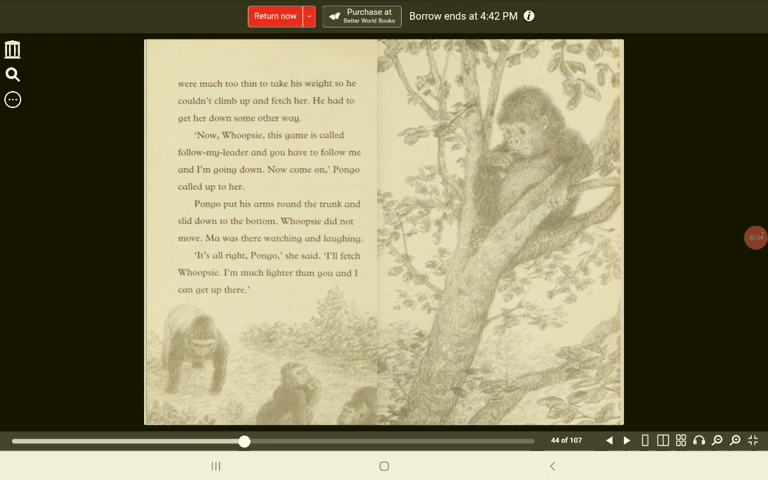 Return now
Purchase at
Better World Books
Borrow ends at 4:42 PM
were much too thin to take his weight so he
couldn't climb up and fetch her. He had to
get her down some other way.
'Now, Whoopsie, this game is called
follow-my-leader and you have to follow me
and I'm going down. Now come on,' Pongo
called up to her.
Pongo put his arms round the trunk and
slid down to the bottom. Whoopsie did not
move. Ma was there watching and laughing.
'It's all right, Pongo,' she said. 'I'll fetch
Whoopsie. I'm much lighter than you and I
can get up there.'
44 of 107